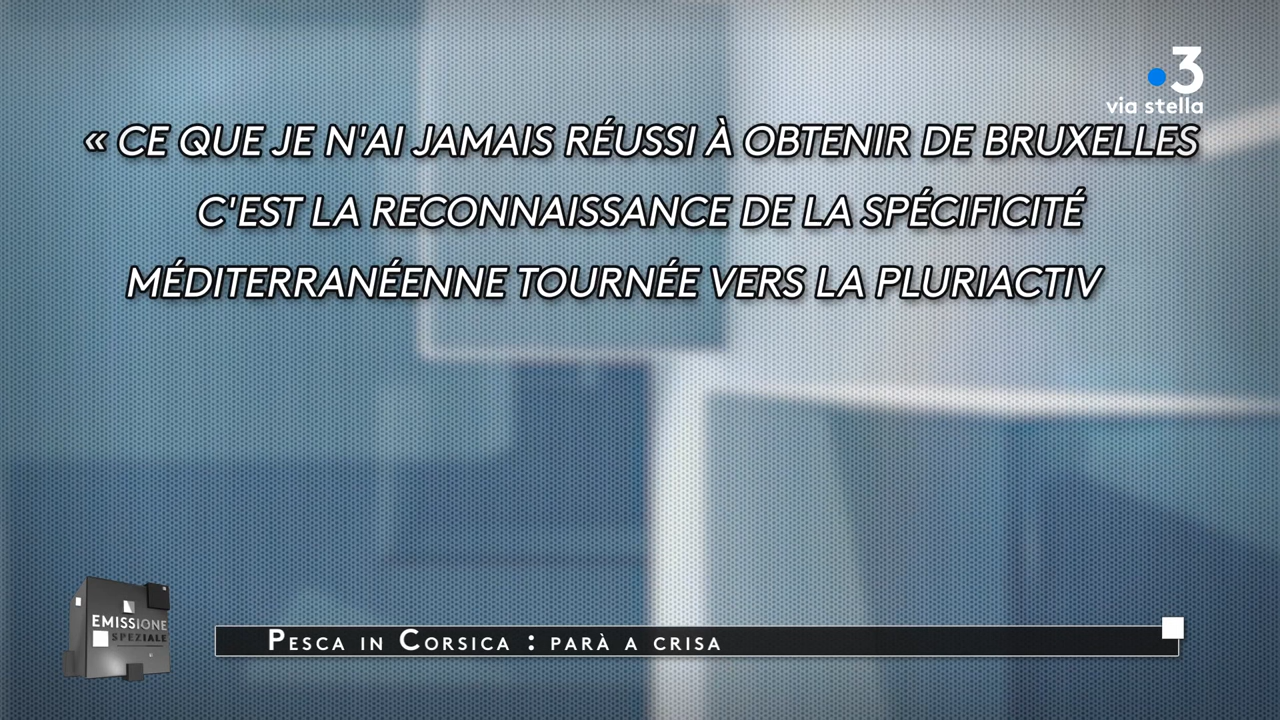 3
via stella
« CE QUE JE N'AI JAMAIS RÉUSSI À OBTENIR DE BRUXELLES
C'EST LA RECONNAISSANCE DE LA SPÉCIFICITÉ
MÉDITERRANÉENNE TOURNÉE VERS LA PLURIACTIV
EMISSIONE
SPEZIALE
PESCA IN CORSICA : PARÀ A CRISA